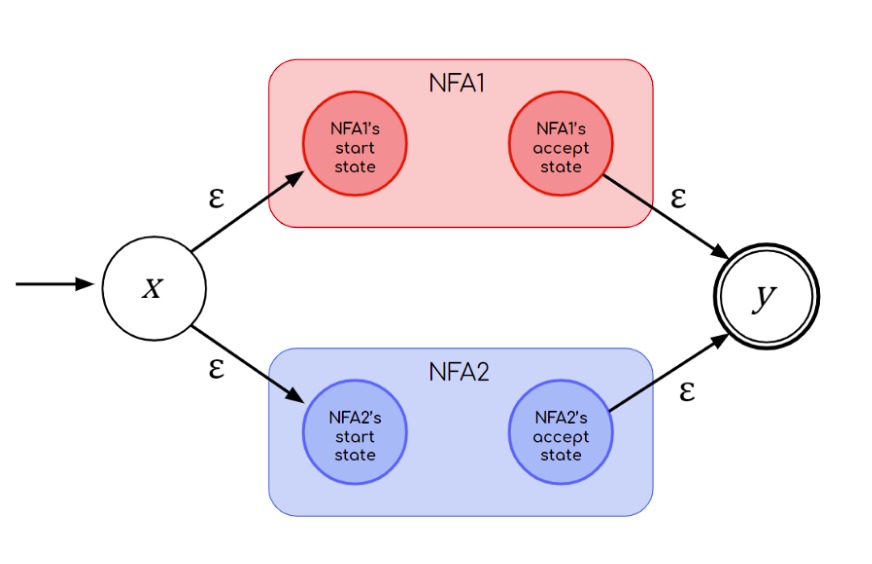 NFA1
NFA1's
start
state
NFA1's
accept
state
ε
ε
x
y
ε
ε
NFA2
NFA2's
start
state
NFA2's
accept
state